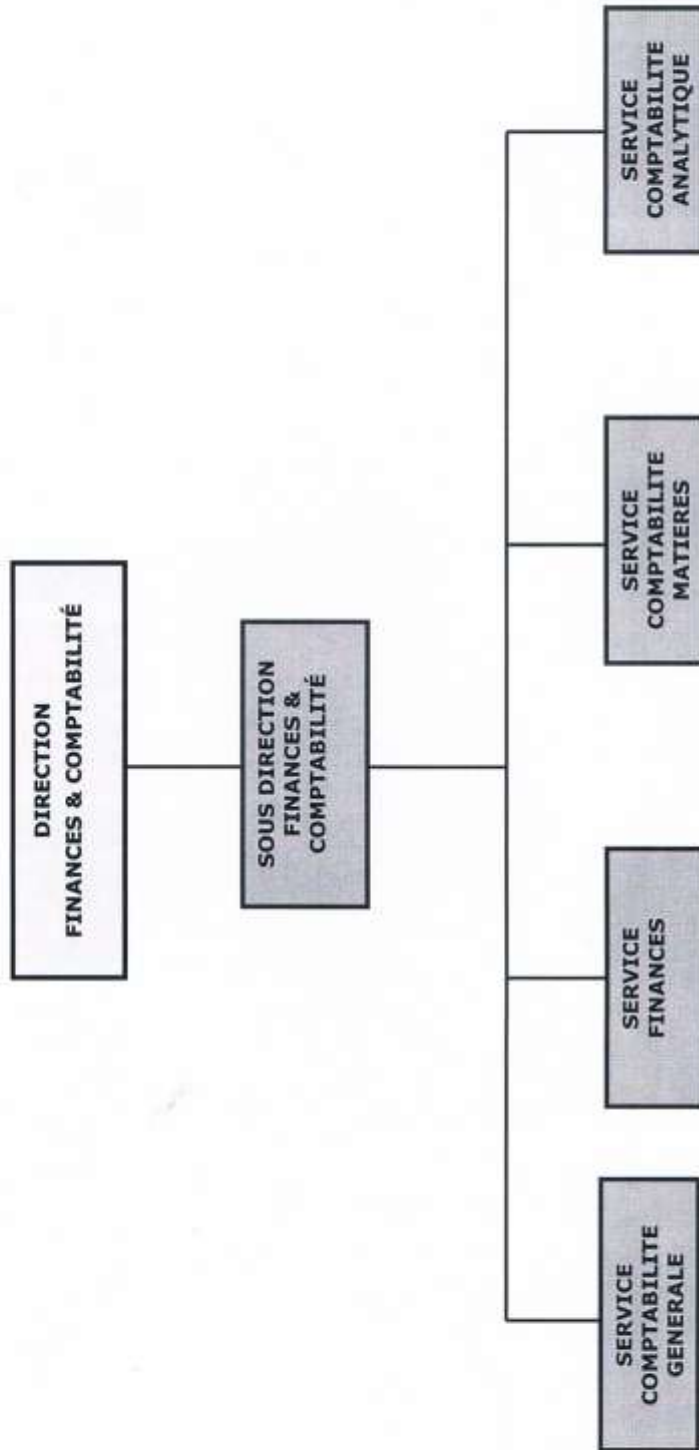 DIRECTION
FINANCES & COMPTABILITÉ
SOUS DIRECTION
FINANCES &
COMPTABILITÉ
SERVICE
COMPTABILITE
GENERALE
SERVICE
FINANCES
SERVICE
COMPTABILITE
MATIERES
SERVICE
COMPTABILITE
ANALYTIQUE